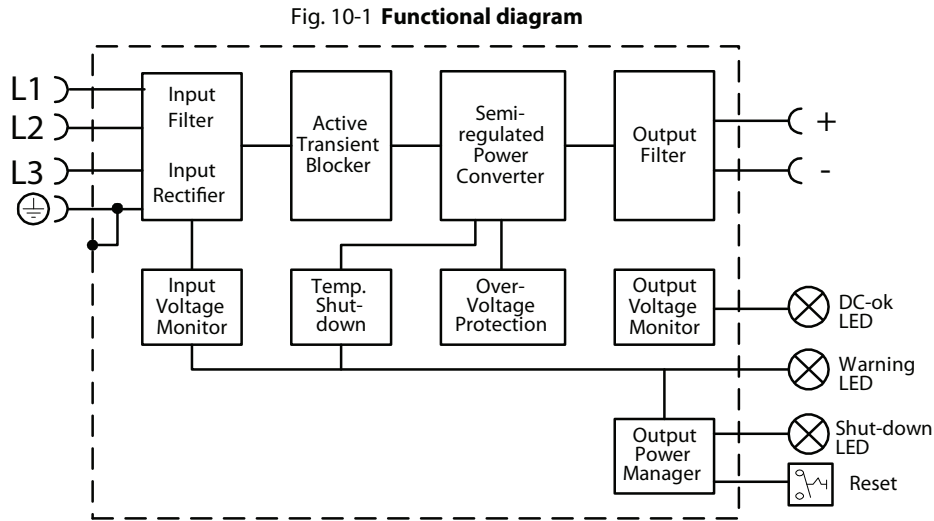 Fig. 10-1 Functional diagram
L1
L2
L3
Input
Filter
Input
Rectifier
Active
Transient
Blocker
Semi-
regulated
Power
Converter
Output
Filter
+
-
Input
Voltage
Monitor
Temp.
Shut-
down
Over-
Voltage
Protection
Output
Voltage
Monitor
DC-ok
LED
Warning
LED
Output
Power
Manager
Shut-down
LED
Reset